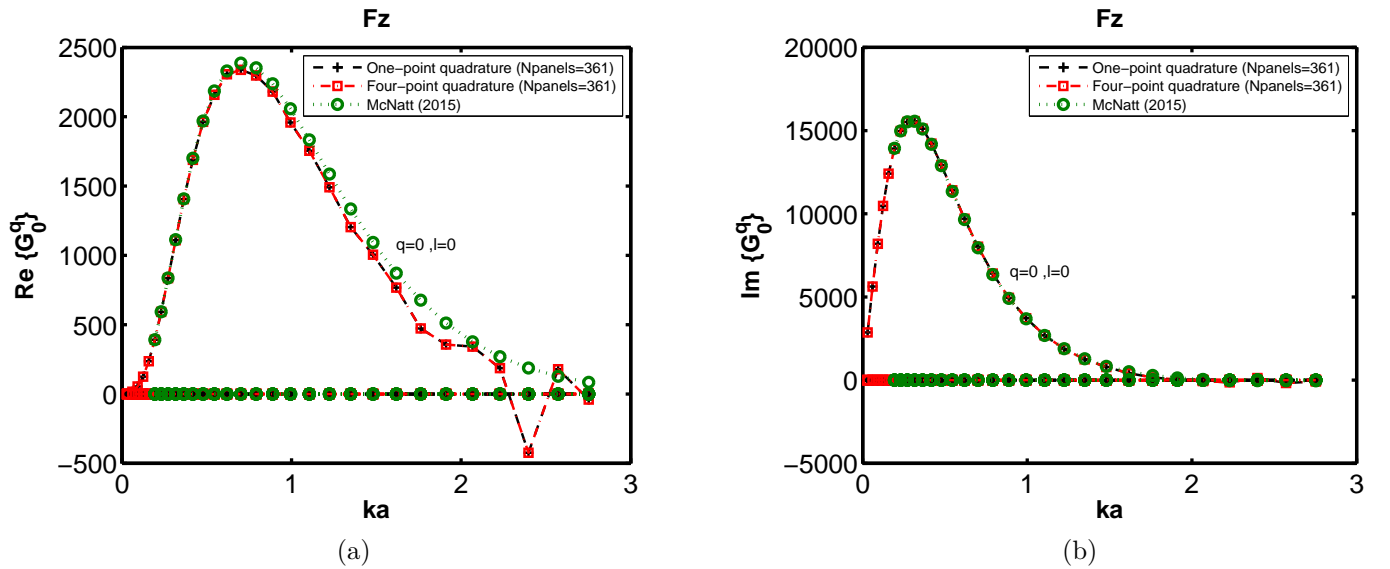 Fz
2500
2000
1500
1000
500
0
−500
0 1 2 3
ka
Re {G_0^q}
One−point quadrature (Npanels=361)
Four−point quadrature (Npanels=361)
McNatt (2015)
q=0 ,l=0
(a)
Fz
20000
15000
10000
5000
0
−5000
0 1 2 3
ka
Im {G_0^q}
One−point quadrature (Npanels=361)
Four−point quadrature (Npanels=361)
McNatt (2015)
q=0 ,l=0
(b)